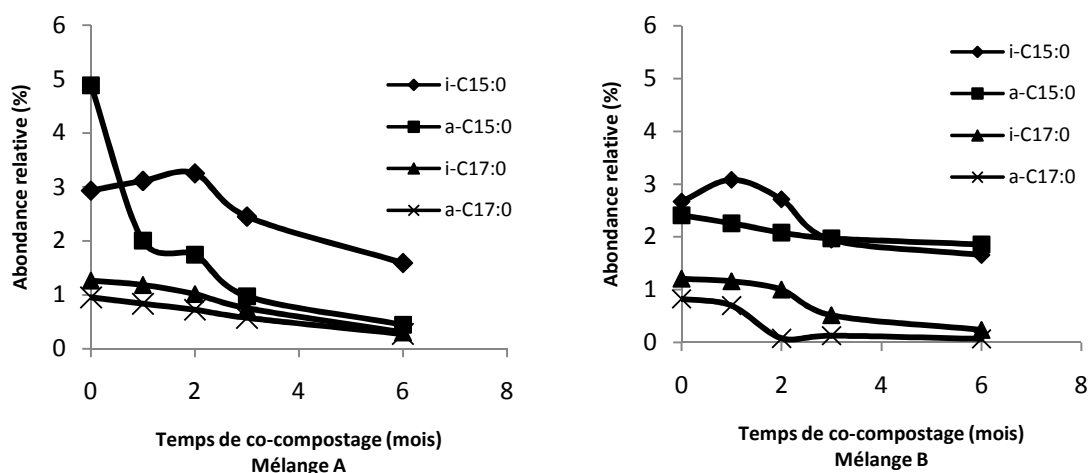 6
5
4
3
2
1
0
Abondance relative (%)
i-C15:0
a-C15:0
i-C17:0
a-C17:0
0 2 4 6 8
Temps de co-compostage (mois)
Mélange A
6
5
4
3
2
1
0
Abondance relative (%)
i-C15:0
a-C15:0
i-C17:0
a-C17:0
0 2 4 6 8
Temps de co-compostage (mois)
Mélange B